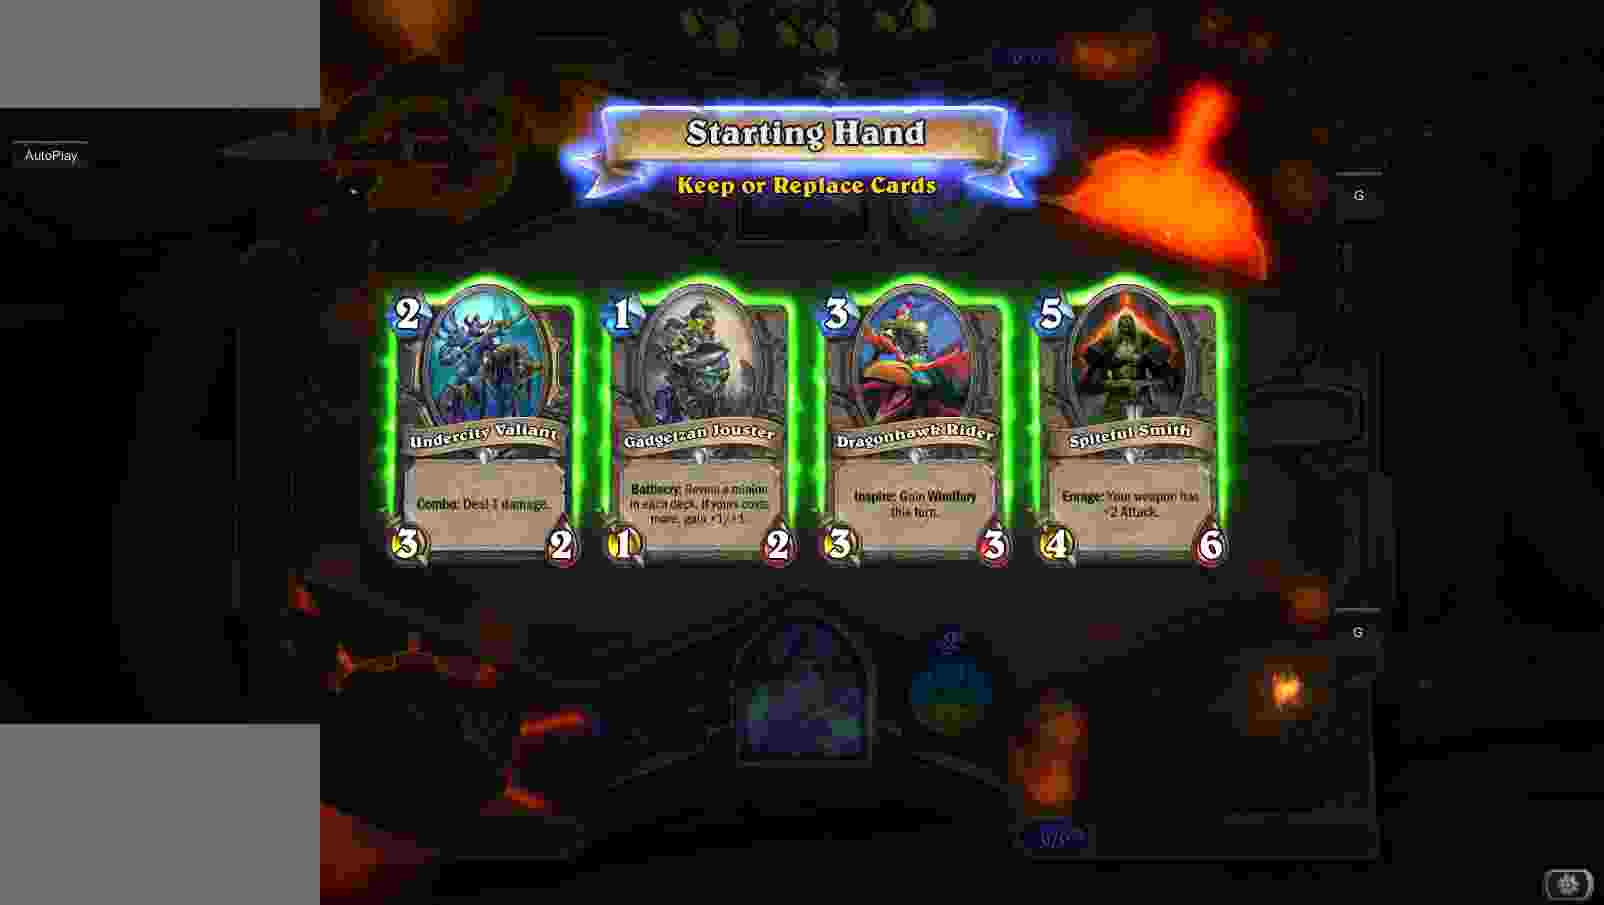 Starting Hand
Keep or Replace Cards
AutoPlay
G
2
1
3
5
Undercity Valiant
Gadgetzan Jouster
Dragonhawk Rider
Spiteful Smith
Combo: Deal 1 damage.
Battlecry: Reveal a minion
in each deck. If yours costs
more, gain +1/+1.
Inspire: Gain Windfury
this turn.
Enrage: Your weapon has
+2 Attack.
3
2
1
2
3
3
4
6
G